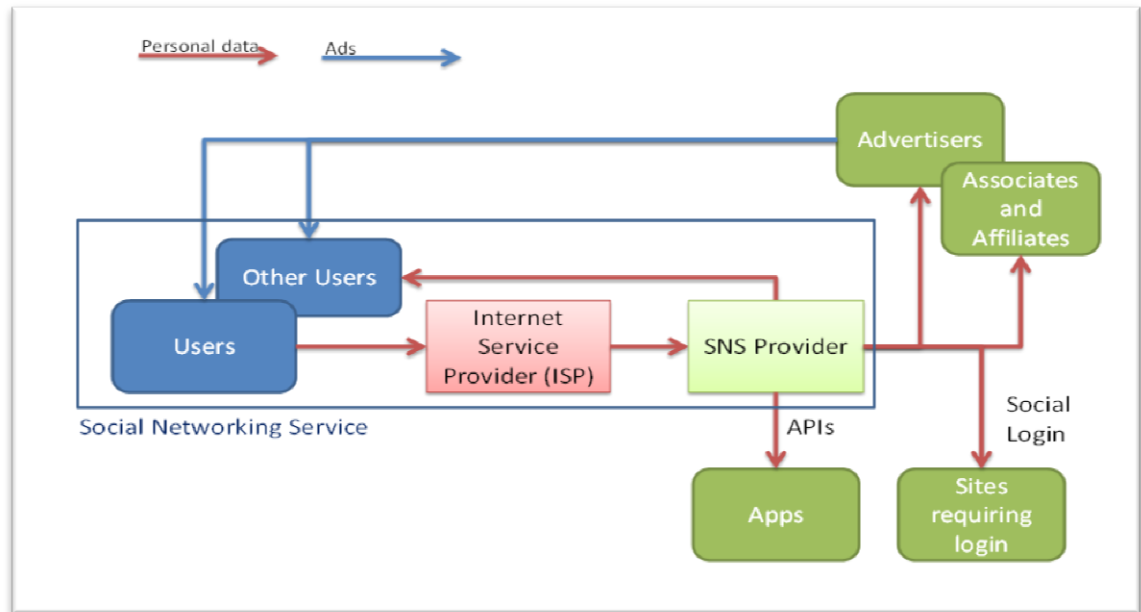 Personal data
Ads
Advertisers
Associates
and
Affiliates
Other Users
Users
Internet
Service
Provider (ISP)
SNS Provider
Social Networking Service
APIs
Social
Login
Apps
Sites
requiring
login